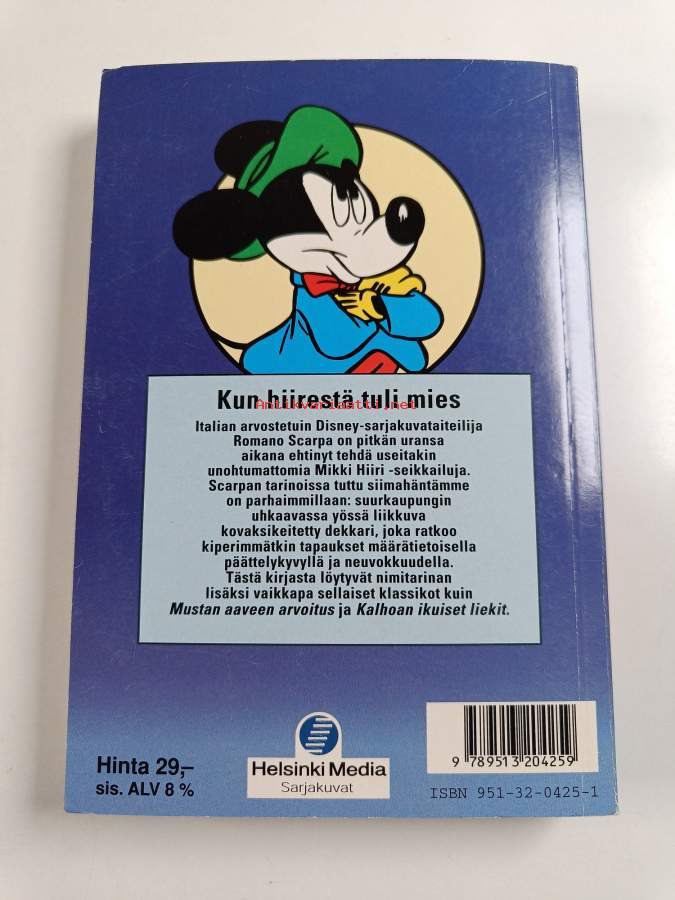 Kun hiirestä tuli mies
Antikvariaatti.net
Italian arvostetuin Disney-sarjakuvataiteilija
Romano Scarpa on pitkän uransa
aikana ehtinyt tehdä useitakin
unohtumattomia Mikki Hiiri -seikkailuja.
Scarpan tarinoissa tuttu siimahäntämme
on parhaimmillaan: suurkaupungin
uhkaavassa yössä liikkuva
kovaksikeitetty dekkari, joka ratkoo
kiperimmätkin tapaukset määrätietoisella
päättelykyvyllä ja neuvokkuudella.
Tästä kirjasta löytyvät nimitarinan
lisäksi vaikkapa sellaiset klassikot kuin
Mustan aaveen arvoitus ja Kalhoan ikuiset liekit.
Hinta 29,–
sis. ALV 8 %
Helsinki Media
Sarjakuvat
9 789513 204259
ISBN 951-32-0425-1